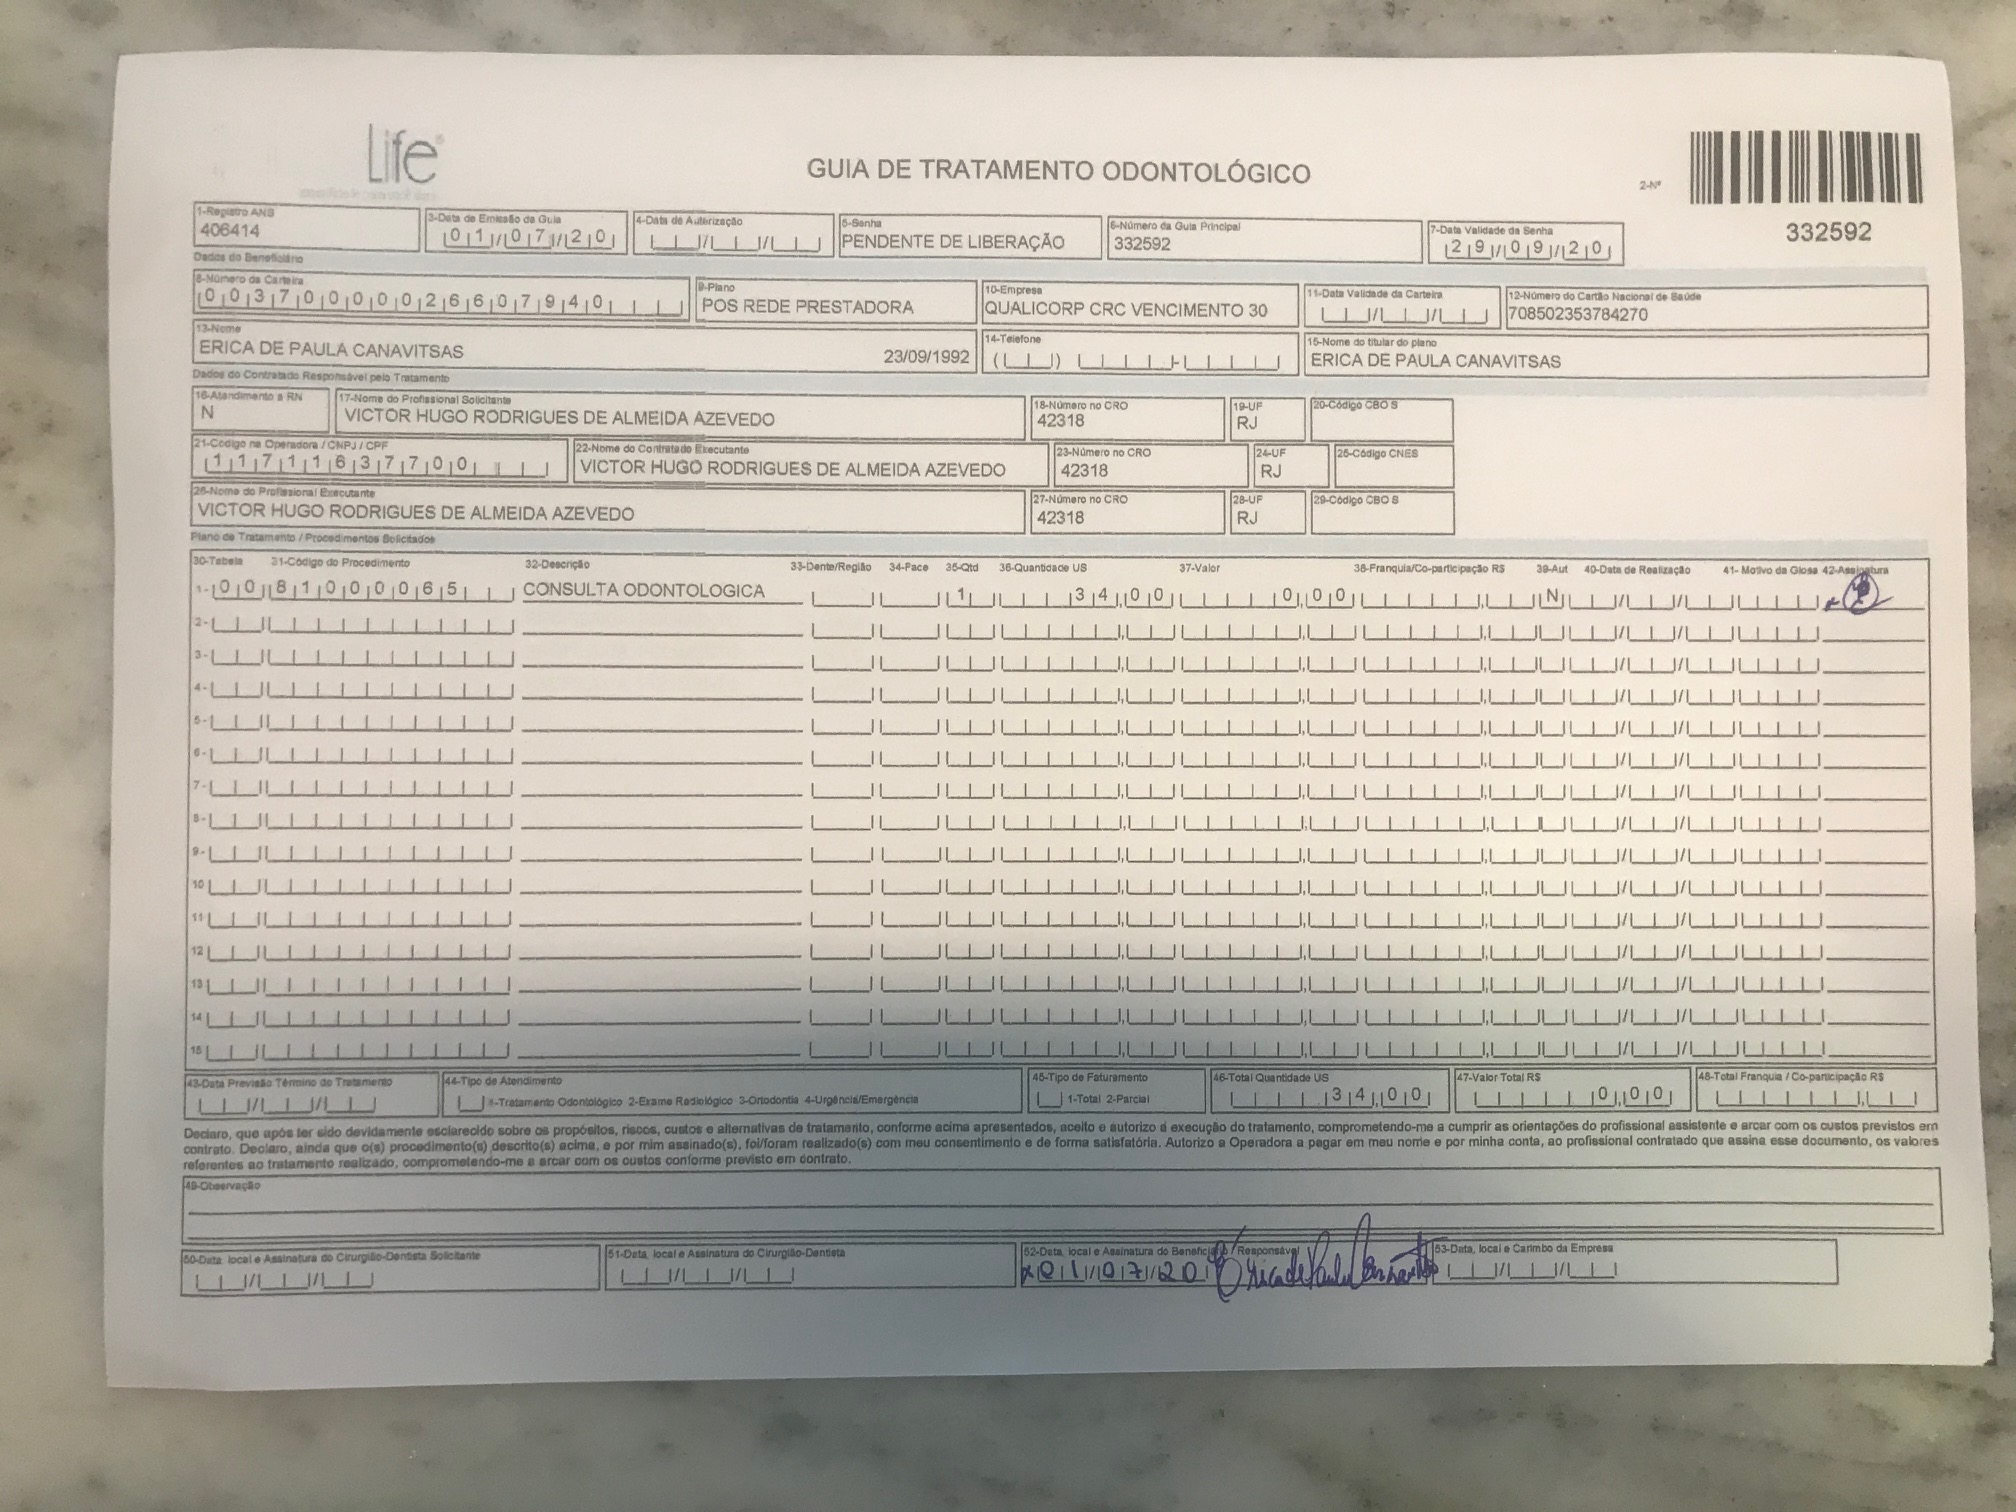 Life
GUIA DE TRATAMENTO ODONTOLÓGICO
2-Nº
332592
1-Registro ANS
406414
3-Data de Emissão da Guia
01/07/20
4-Data de Autorização
5-Senha
PENDENTE DE LIBERAÇÃO
6-Número da Guia Principal
332592
7-Data Validade da Senha
29/09/20
Dados do Beneficiário
8-Número da Carteira
00370000026607940
9-Plano
POS REDE PRESTADORA
10-Empresa
QUALICORP CRC VENCIMENTO 30
11-Data Validade da Carteira
12-Número do Cartão Nacional de Saúde
708502353784270
13-Nome
ERICA DE PAULA CANAVITSAS 23/09/1992
14-Telefone
15-Nome do titular do plano
ERICA DE PAULA CANAVITSAS
Dados do Contratado Responsável pelo Tratamento
16-Atendimento a RN
N
17-Nome do Profissional Solicitante
VICTOR HUGO RODRIGUES DE ALMEIDA AZEVEDO
18-Número no CRO
42318
19-UF
RJ
20-Código CBO S
21-Código na Operadora / CNPJ / CPF
11711637700
22-Nome do Contratado Executante
VICTOR HUGO RODRIGUES DE ALMEIDA AZEVEDO
23-Número no CRO
42318
24-UF
RJ
25-Código CNES
26-Nome do Profissional Executante
VICTOR HUGO RODRIGUES DE ALMEIDA AZEVEDO
27-Número no CRO
42318
28-UF
RJ
29-Código CBO S
Plano de Tratamento / Procedimentos Solicitados
30-Tabela 31-Código do Procedimento 32-Descrição 33-Dente/Região 34-Face 35-Qtd 36-Quantidade US 37-Valor 38-Franquia/Co-participação R$ 39-Aut 40-Data de Realização 41- Motivo da Glosa 42-Assinatura
1- 00 81000065 CONSULTA ODONTOLOGICA 1 34,00 0,00 N
2-
3-
4-
5-
6-
7-
8-
9-
10
11
12
13
14
15
43-Data Previsão Término do Tratamento
44-Tipo de Atendimento
1-Tratamento Odontológico 2-Exame Radiológico 3-Ortodontia 4-Urgência/Emergência
45-Tipo de Faturamento
1-Total 2-Parcial
46-Total Quantidade US
34,00
47-Valor Total R$
0,00
48-Total Franquia / Co-participação R$
Declaro, que após ter sido devidamente esclarecido sobre os propósitos, riscos, custos e alternativas de tratamento, conforme acima apresentados, aceito e autorizo a execução do tratamento, comprometendo-me a cumprir as orientações do profissional assistente e arcar com os custos previstos em
contrato. Declaro, ainda que o(s) procedimento(s) descrito(s) acima, e por mim assinado(s), foi/foram realizado(s) com meu consentimento e de forma satisfatória. Autorizo a Operadora a pagar em meu nome e por minha conta, ao profissional contratado que assina esse documento, os valores
referentes ao tratamento realizado, comprometendo-me a arcar com os custos conforme previsto em contrato.
49-Observação
50-Data, local e Assinatura do Cirurgião-Dentista Solicitante
51-Data, local e Assinatura do Cirurgião-Dentista
52-Data, local e Assinatura do Beneficiário / Responsável
x 01/07/20 Erica de Paula Canavitsas
53-Data, local e Carimbo da Empresa